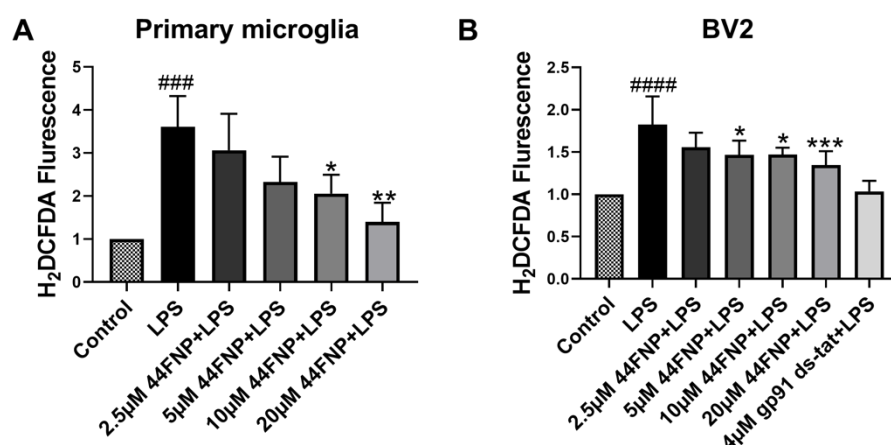 A
Primary microglia
H₂DCFDA Flurescence
5
4
3
2
1
0
###
*
**
Control
LPS
2.5μM 44FNP+LPS
5μM 44FNP+LPS
10μM 44FNP+LPS
20μM 44FNP+LPS
B
BV2
H₂DCFDA Flurescence
2.5
2.0
1.5
1.0
0.5
0.0
####
*
*
***
Control
LPS
2.5μM 44FNP+LPS
5μM 44FNP+LPS
10μM 44FNP+LPS
20μM 44FNP+LPS
4μM gp91 ds-tat+LPS